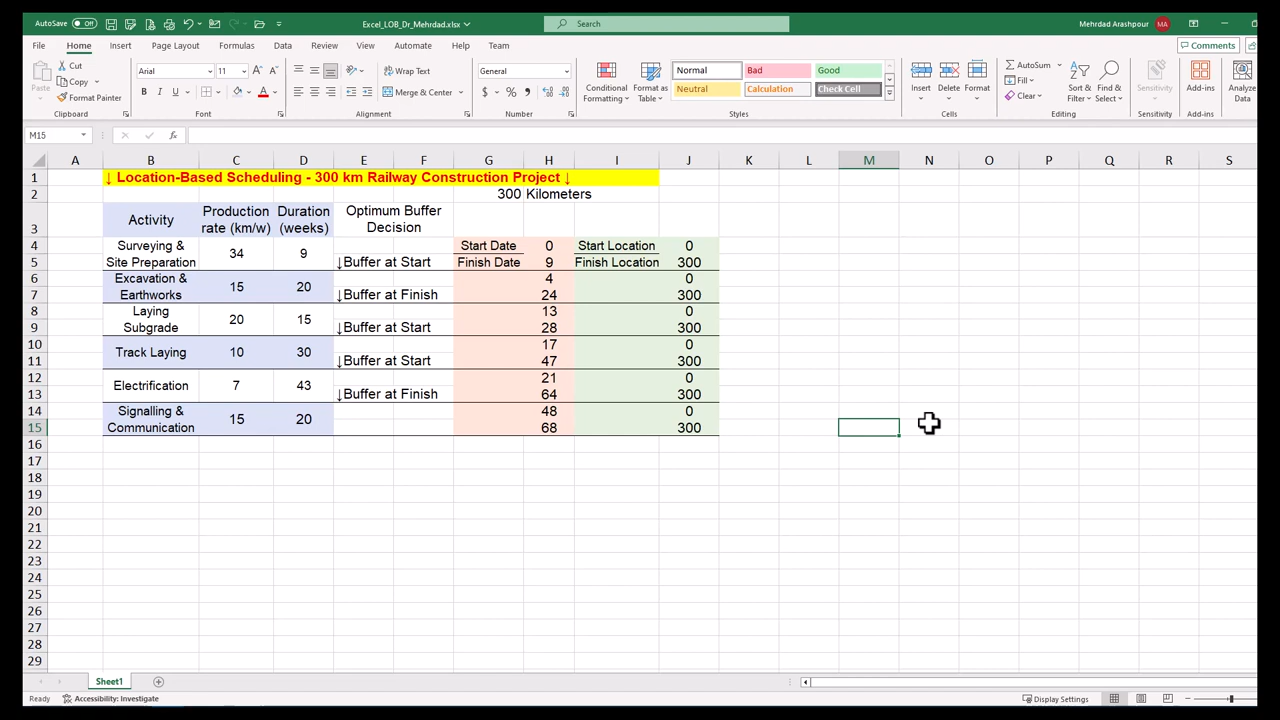 AutoSave Off Excel_LOB_Dr_Mehrdad.xlsx Search Mehrdad Arashpour MA
File Home Insert Page Layout Formulas Data Review View Automate Help Team Comments
Paste Cut Copy Format Painter Clipboard
Arial 11 B I U Font
Wrap Text Merge & Center Alignment
General $ % , Number
Conditional Formatting Format as Table Normal Bad Good Neutral Calculation Check Cell Styles
Insert Delete Format Cells
AutoSum Fill Clear Sort & Filter Find & Select Editing
Sensitivity Sensitivity Add-ins Add-ins Analyze Data
M15 fx
A B C D E F G H I J K L M N O P Q R S
1 ↓ Location-Based Scheduling - 300 km Railway Construction Project ↓
2 300 Kilometers
3 Activity Production rate (km/w) Duration (weeks) Optimum Buffer Decision
4 Surveying & 34 9 Start Date 0 Start Location 0
5 Site Preparation ↓Buffer at Start Finish Date 9 Finish Location 300
6 Excavation & 15 20 4 0
7 Earthworks ↓Buffer at Finish 24 300
8 Laying 20 15 13 0
9 Subgrade ↓Buffer at Start 28 300
10 Track Laying 10 30 17 0
11 ↓Buffer at Start 47 300
12 Electrification 7 43 21 0
13 ↓Buffer at Finish 64 300
14 Signalling & 15 20 48 0
15 Communication 68 300
16
17
18
19
20
21
22
23
24
25
26
27
28
29
Sheet1
Ready Accessibility: Investigate Display Settings